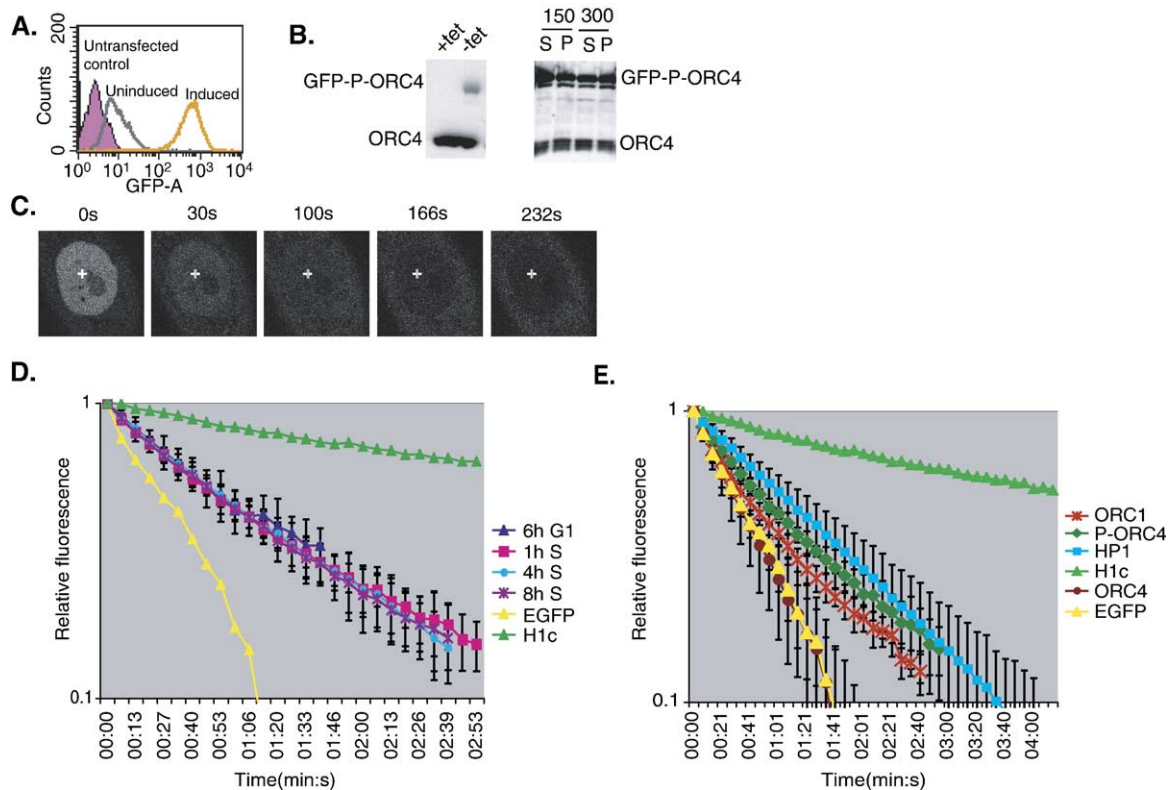 A.
200
Counts
0
Untransfected
control
Uninduced
Induced
10⁰ 10¹ 10² 10³ 10⁴
GFP-A
B.
+tet -tet
GFP-P-ORC4
ORC4
150 300
S P S P
GFP-P-ORC4
ORC4
C.
0s 30s 100s 166s 232s
D.
1
Relative fluorescence
0.1
00:00 00:13 00:27 00:40 00:53 01:06 01:20 01:33 01:46 02:00 02:13 02:26 02:39 02:53
Time(min:s)
6h G1
1h S
4h S
8h S
EGFP
H1c
E.
1
Relative fluorescence
0.1
00:00 00:21 00:41 01:01 01:21 01:41 02:01 02:21 02:40 03:00 03:20 03:40 04:00
Time(min:s)
ORC1
P-ORC4
HP1
H1c
ORC4
EGFP